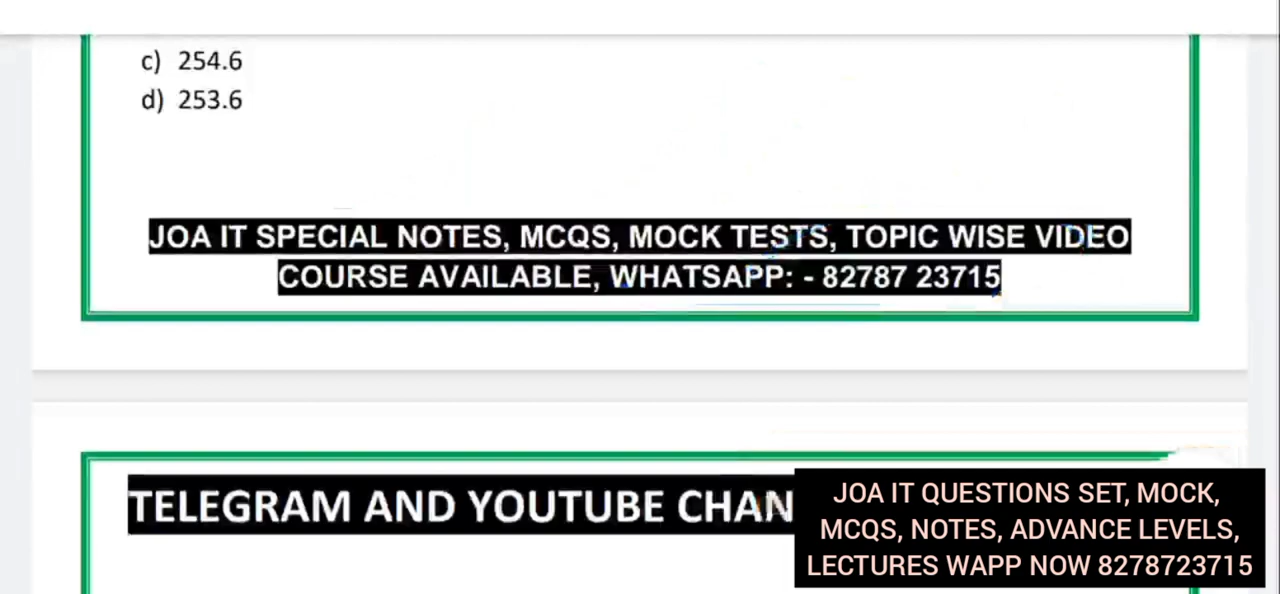 c) 254.6
d) 253.6
JOA IT SPECIAL NOTES, MCQS, MOCK TESTS, TOPIC WISE VIDEO
COURSE AVAILABLE, WHATSAPP: - 82787 23715
TELEGRAM AND YOUTUBE CHAN
JOA IT QUESTIONS SET, MOCK,
MCQS, NOTES, ADVANCE LEVELS,
LECTURES WAPP NOW 8278723715